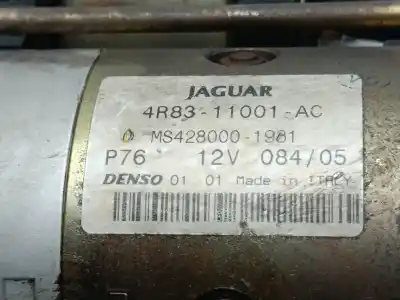 JAGUAR
4R83-11001-AC
MS428000-1981
P76 12V 084/05
DENSO 01 01 Made in ITALY